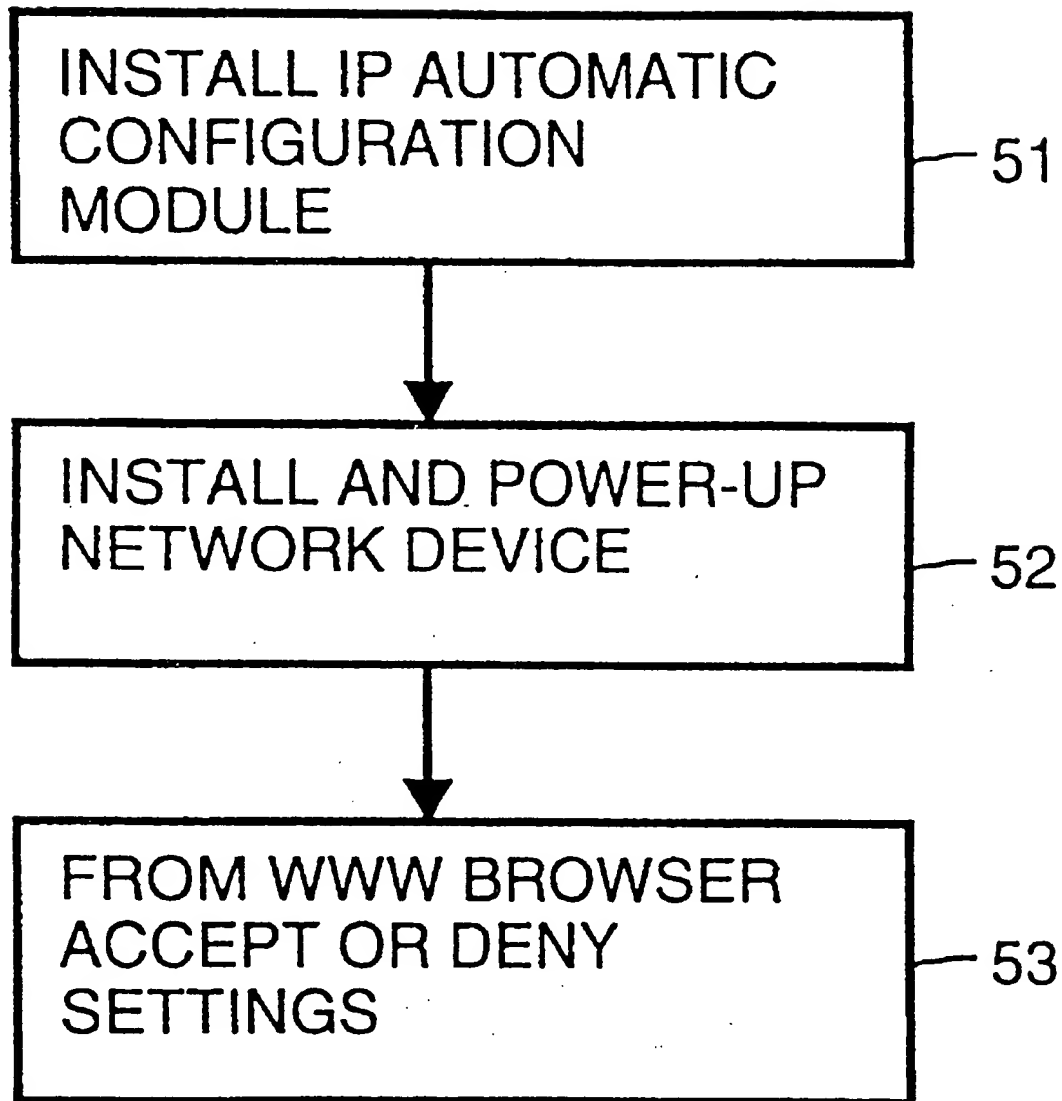 INSTALL IP AUTOMATIC
CONFIGURATION
MODULE
51
INSTALL AND POWER-UP
NETWORK DEVICE
52
FROM WWW BROWSER
ACCEPT OR DENY
SETTINGS
53